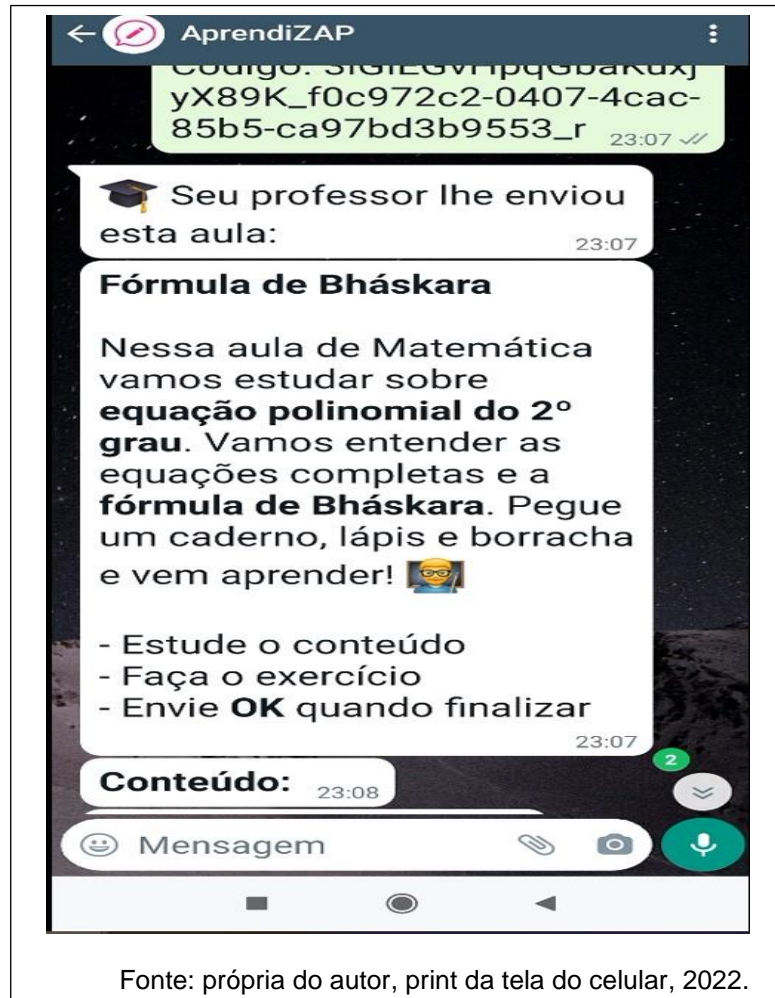 AprendiZAP
yX89K_f0c972c2-0407-4cac-
85b5-ca97bd3b9553_r 23:07
Seu professor lhe enviou
esta aula: 23:07
Fórmula de Bháskara
Nessa aula de Matemática
vamos estudar sobre
equação polinomial do 2º
grau. Vamos entender as
equações completas e a
fórmula de Bháskara. Pegue
um caderno, lápis e borracha
e vem aprender!
- Estude o conteúdo
- Faça o exercício
- Envie OK quando finalizar
23:07
2
Conteúdo: 23:08
Mensagem
Fonte: própria do autor, print da tela do celular, 2022.